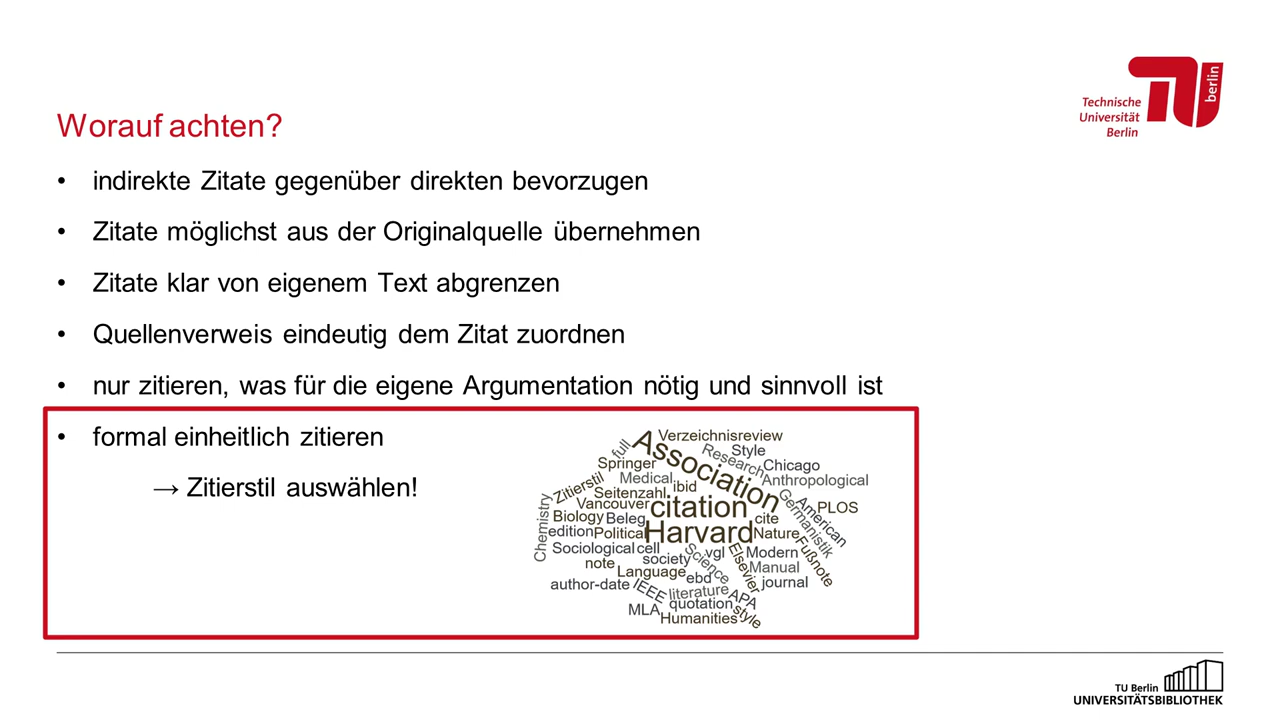 Technische
Universität
Berlin
berlin
Worauf achten?
• indirekte Zitate gegenüber direkten bevorzugen
• Zitate möglichst aus der Originalquelle übernehmen
• Zitate klar von eigenem Text abgrenzen
• Quellenverweis eindeutig dem Zitat zuordnen
• nur zitieren, was für die eigene Argumentation nötig und sinnvoll ist
• formal einheitlich zitieren
→ Zitierstil auswählen!
full
Association
Verzeichnisreview
Style
Research
Chicago
Springer
Medical
Anthropological
Zitierstil
Seitenzahl
ibid
Germanistik
American
PLOS
Vancouver
citation
Chemistry
Biology
Beleg
cite
edition
Political
Harvard
Nature
Fußnote
Sociological
cell
society
Science
vgl
Elsevier
Modern
note
Language
ebd
Manual
author-date
IEEE
literature
APA
journal
MLA
quotation
style
Humanities
TU Berlin
UNIVERSITÄTSBIBLIOTHEK